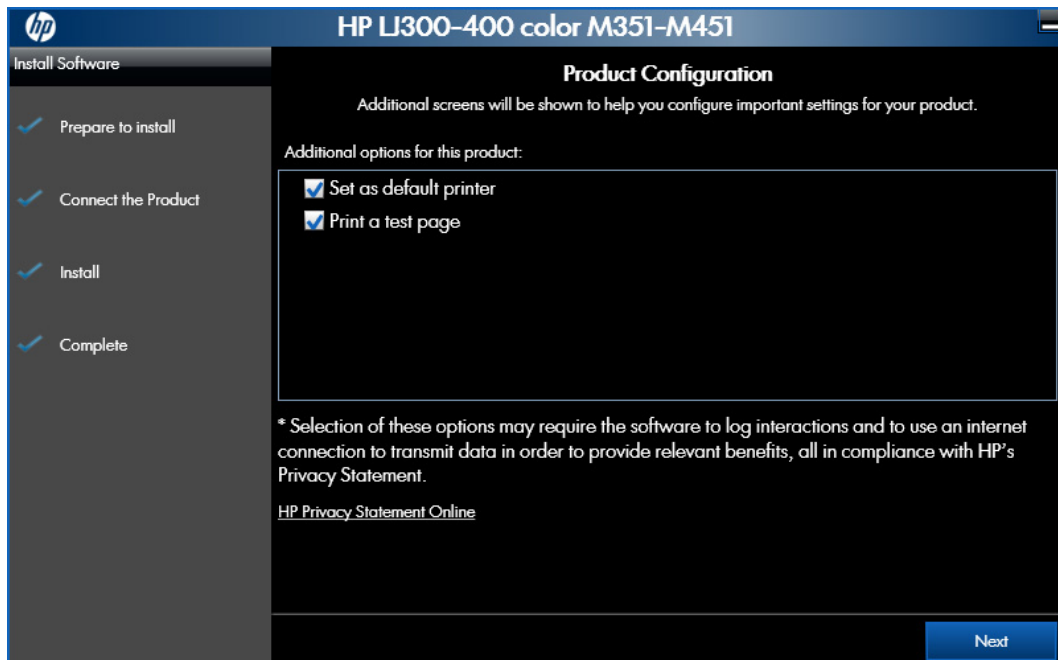 hp
HP LJ300-400 color M351-M451
Install Software
Prepare to install
Connect the Product
Install
Complete
Product Configuration
Additional screens will be shown to help you configure important settings for your product.
Additional options for this product:
Set as default printer
Print a test page
* Selection of these options may require the software to log interactions and to use an internet
connection to transmit data in order to provide relevant benefits, all in compliance with HP's
Privacy Statement.
HP Privacy Statement Online
Next